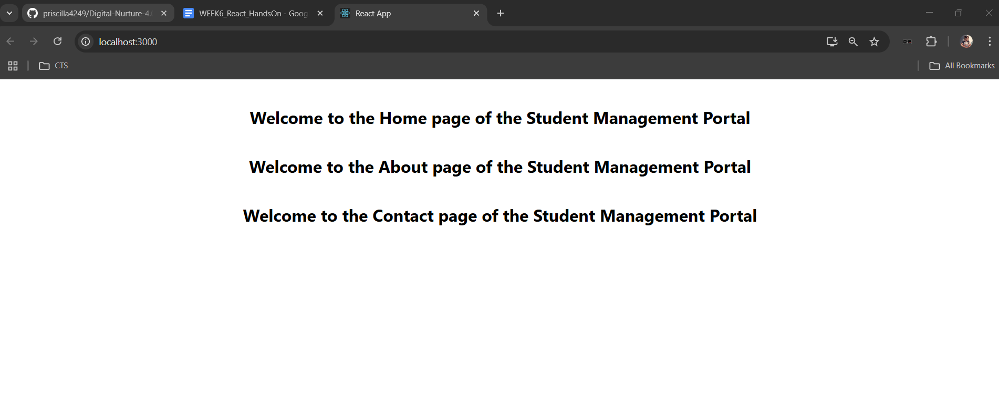 priscilla4249/Digital-Nurture-4.
WEEK6_React_HandsOn - Goog
React App
localhost:3000
CTS
All Bookmarks
Welcome to the Home page of the Student Management Portal
Welcome to the About page of the Student Management Portal
Welcome to the Contact page of the Student Management Portal